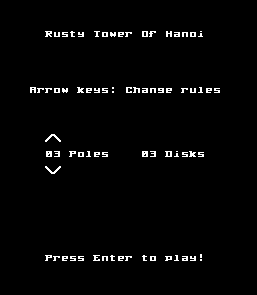 Rusty Tower Of Hanoi
Arrow keys: Change rules
03 Poles 03 Disks
Press Enter to play!